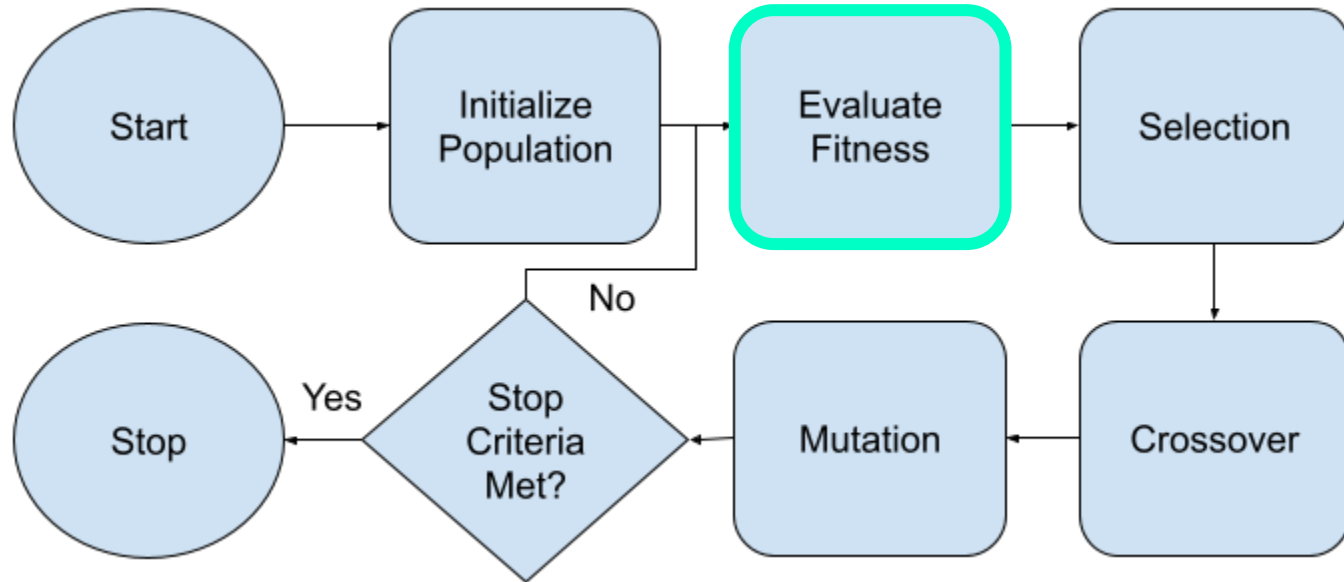 Start
Initialize
Population
Evaluate
Fitness
Selection
No
Yes
Stop
Stop
Criteria
Met?
Mutation
Crossover